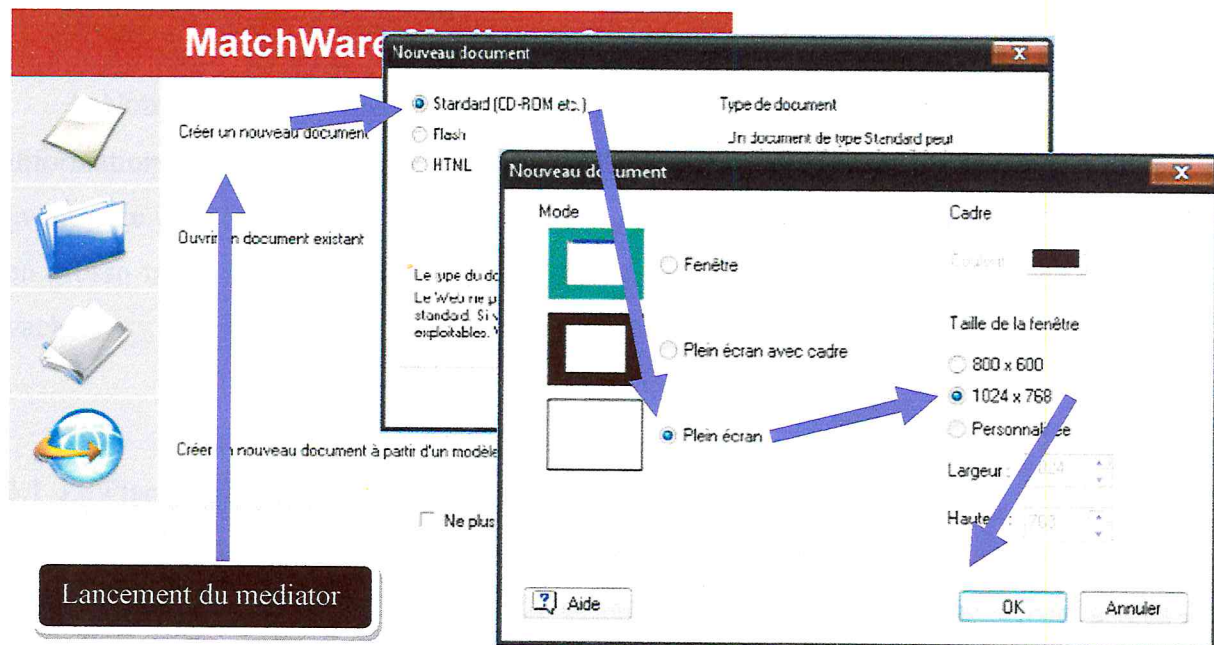 MatchWare
Nouveau document
Standard (CD-ROM etc.)
Flash
HTML
Type de document
Un document de type Standard peut
Le type du do
Le Web ne p
standard. Si v
exploitables. V
Créer un nouveau document
Ouvrir un document existant
Créer un nouveau document à partir d'un modèle
Ne plus
Nouveau document
Mode
Fenêtre
Plein écran avec cadre
Plein écran
Cadre
Couleur
Taille de la fenêtre
800 x 600
1024 x 768
Personnalisée
Largeur : 1024
Hauteur : 768
Aide
OK
Annuler
Lancement du mediator